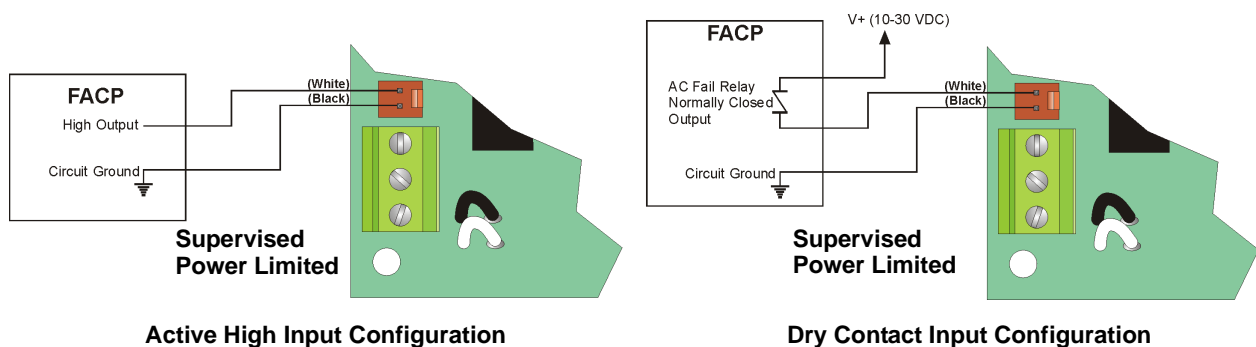 FACP
High Output
Circuit Ground
(White)
(Black)
Supervised
Power Limited
Active High Input Configuration
V+ (10-30 VDC)
FACP
AC Fail Relay
Normally Closed
Output
Circuit Ground
(White)
(Black)
Supervised
Power Limited
Dry Contact Input Configuration